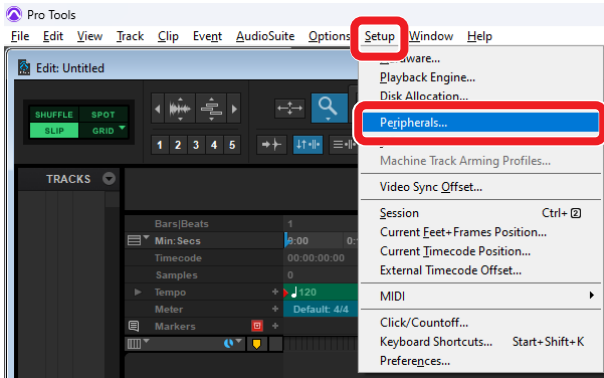 Pro Tools
File Edit View Track Clip Event AudioSuite Options Setup Window Help
Edit: Untitled
Hardware...
Playback Engine...
Disk Allocation...
Peripherals...
Machine Track Arming Profiles...
Video Sync Offset...
Session Ctrl+ 2
Current Feet+Frames Position...
Current Timecode Position...
External Timecode Offset...
MIDI
Click/Countoff...
Keyboard Shortcuts... Start+Shift+K
Preferences...
SHUFFLE SPOT
SLIP GRID
1 2 3 4 5
TRACKS
Bars|Beats 1
Min:Secs 0:00 0:
Timecode 00:00:00:00
Samples 0
Tempo 120
Meter Default: 4/4
Markers